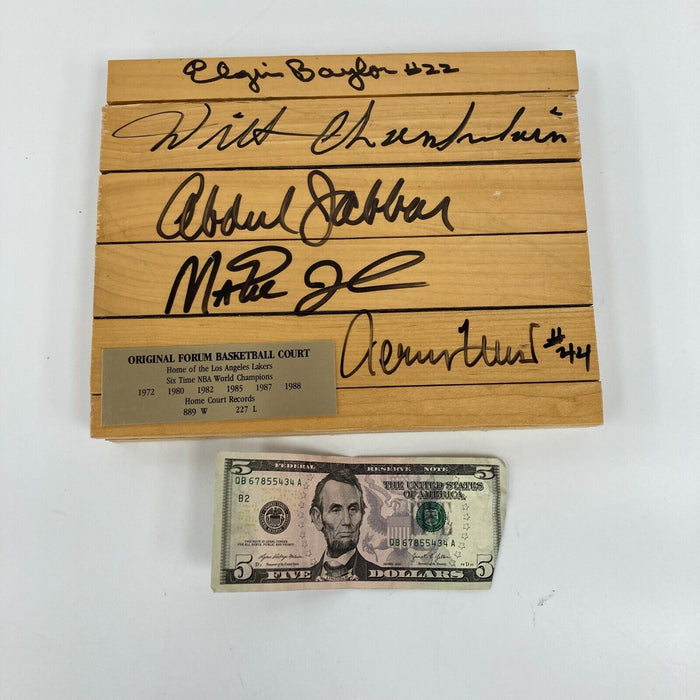 Elgin Baylor #22
Wilt Chamberlain
Abdul Jabbar
Jerry West #44
ORIGINAL FORUM BASKETBALL COURT
Home of the Los Angeles Lakers
Six Time NBA World Champions
1972 1980 1982 1985 1987 1988
Home Court Records
889 W 227 L
FEDERAL RESERVE NOTE
5 5
QB 67855434 A
THE UNITED STATES
OF AMERICA
B2
QB 67855434 A
5 FIVE DOLLARS 5